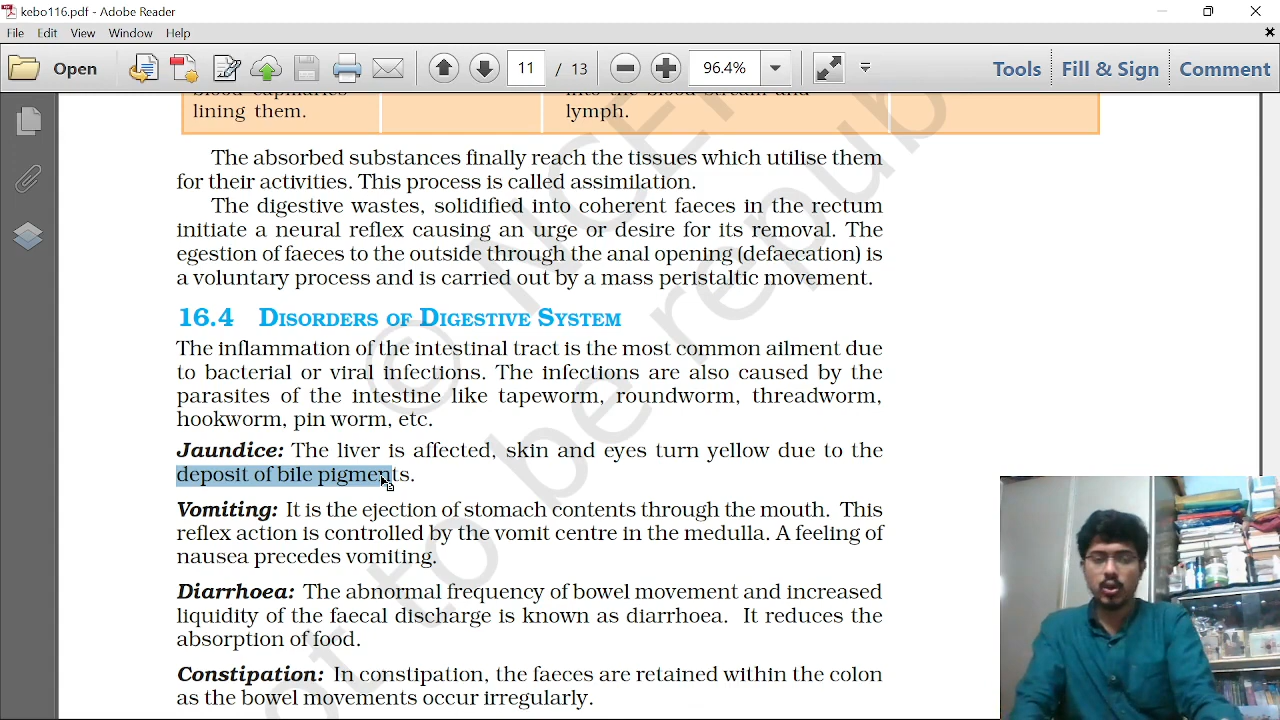 kebo116.pdf - Adobe Reader
File Edit View Window Help
Open 11 / 13 96.4% Tools Fill & Sign Comment
blood capillaries into the blood stream and
lining them. lymph.
The absorbed substances finally reach the tissues which utilise them
for their activities. This process is called assimilation.
The digestive wastes, solidified into coherent faeces in the rectum
initiate a neural reflex causing an urge or desire for its removal. The
egestion of faeces to the outside through the anal opening (defaecation) is
a voluntary process and is carried out by a mass peristaltic movement.
16.4 DISORDERS OF DIGESTIVE SYSTEM
The inflammation of the intestinal tract is the most common ailment due
to bacterial or viral infections. The infections are also caused by the
parasites of the intestine like tapeworm, roundworm, threadworm,
hookworm, pin worm, etc.
Jaundice: The liver is affected, skin and eyes turn yellow due to the
deposit of bile pigments.
Vomiting: It is the ejection of stomach contents through the mouth. This
reflex action is controlled by the vomit centre in the medulla. A feeling of
nausea precedes vomiting.
Diarrhoea: The abnormal frequency of bowel movement and increased
liquidity of the faecal discharge is known as diarrhoea. It reduces the
absorption of food.
Constipation: In constipation, the faeces are retained within the colon
as the bowel movements occur irregularly.